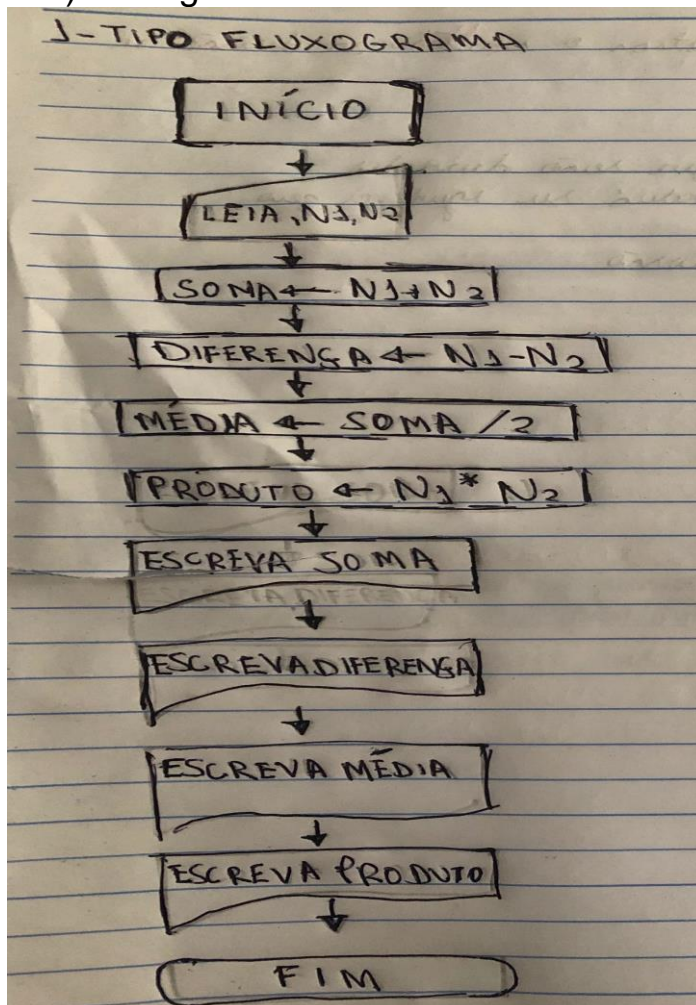 1-TIPO FLUXOGRAMA
INÍCIO
LEIA, N1, N2
SOMA ← N1+N2
DIFERENÇA ← N1-N2
MÉDIA ← SOMA /2
PRODUTO ← N1 * N2
ESCREVA SOMA
ESCREVA DIFERENÇA
ESCREVA MÉDIA
ESCREVA PRODUTO
FIM